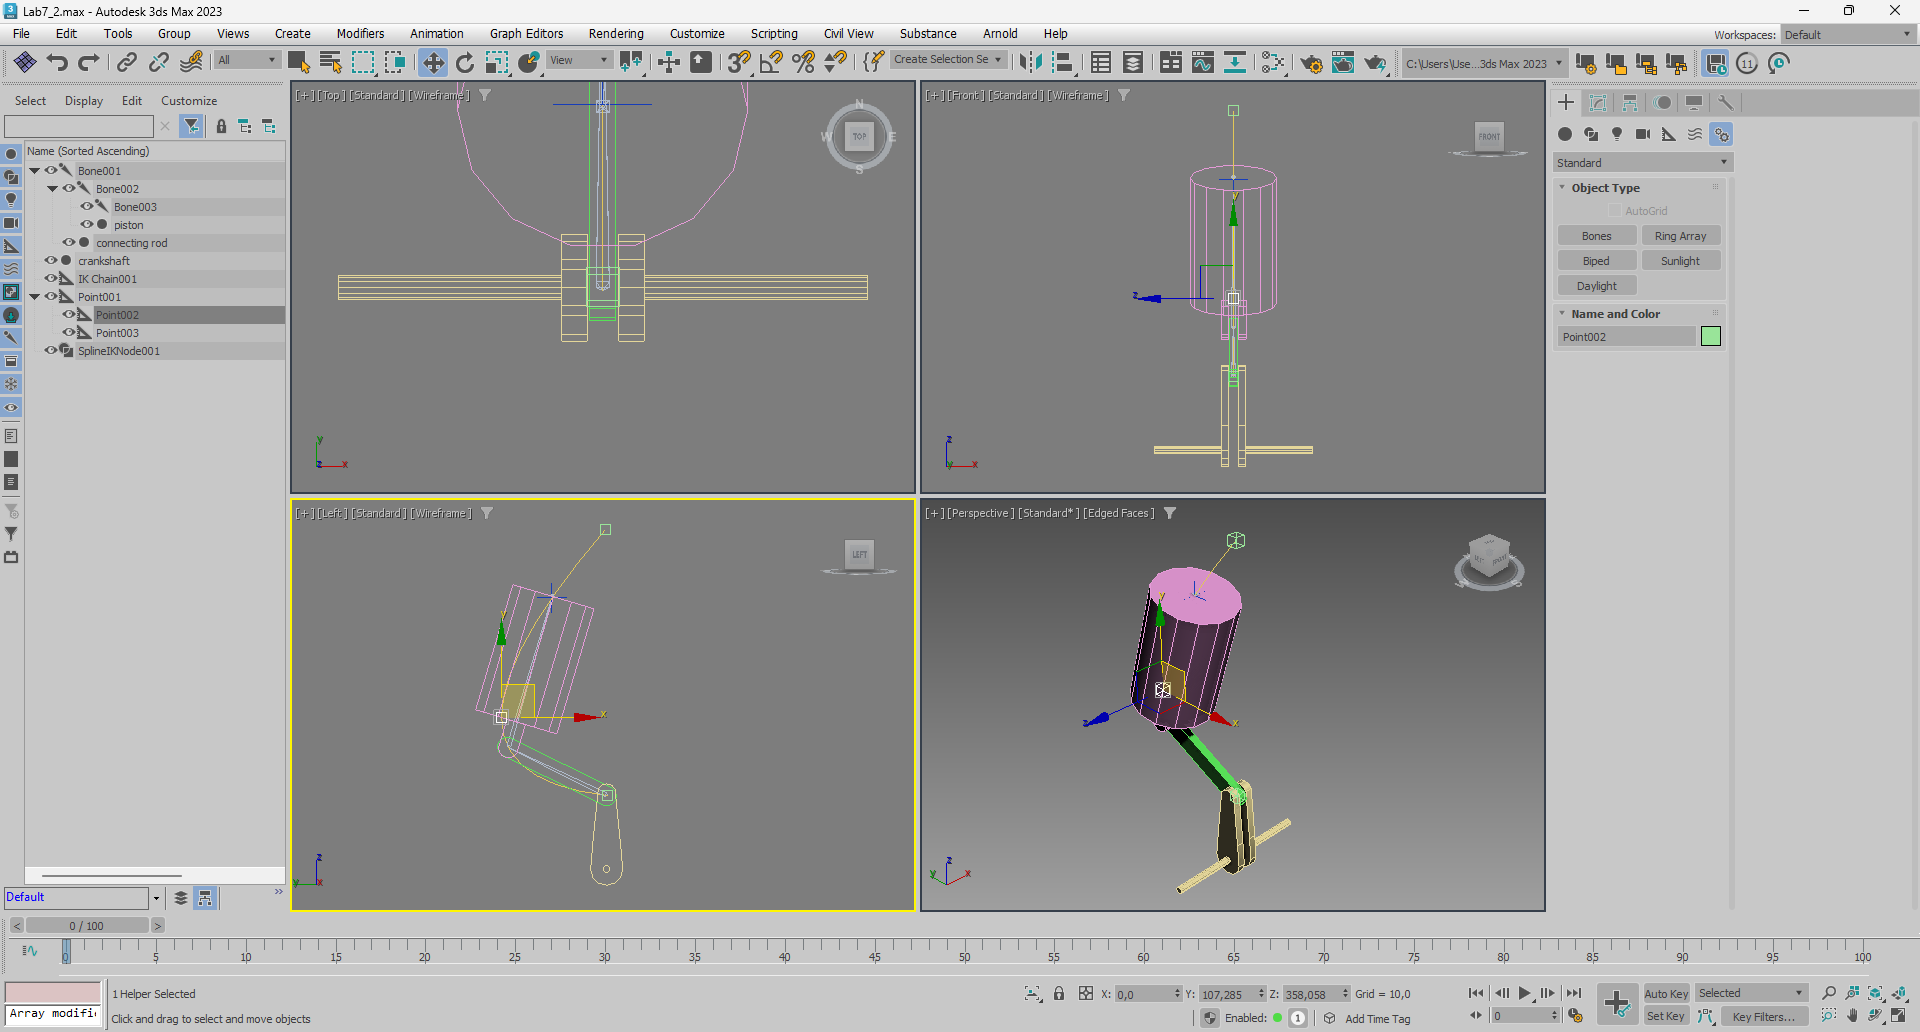 Lab7_2.max - Autodesk 3ds Max 2023
File Edit Tools Group Views Create Modifiers Animation Graph Editors Rendering Customize Scripting Civil View Substance Arnold Help
Workspaces: Default
All View Create Selection Se C:\Users\Use...3ds Max 2023 11
Select Display Edit Customize
Name (Sorted Ascending)
Bone001
Bone002
Bone003
piston
connecting rod
crankshaft
IK Chain001
Point001
Point002
Point003
SplineIKNode001
Default
[+] [Top] [Standard] [Wireframe]
N
W TOP E
S
y
z x
[+] [Front] [Standard] [Wireframe]
FRONT
y
z
z
y x
[+] [Left] [Standard] [Wireframe]
LEFT
y
x
z
y x
[+] [Perspective] [Standard*] [Edged Faces]
y
z x
z
y x
Standard
Object Type
AutoGrid
Bones Ring Array
Biped Sunlight
Daylight
Name and Color
Point002
< 0 / 100 >
0 5 10 15 20 25 30 35 40 45 50 55 60 65 70 75 80 85 90 95 100
1 Helper Selected
X: 0,0 Y: 107,285 Z: 358,058 Grid = 10,0
Auto Key Selected
Array modifi
Click and drag to select and move objects
Enabled: 1 Add Time Tag
0
Set Key Key Filters...